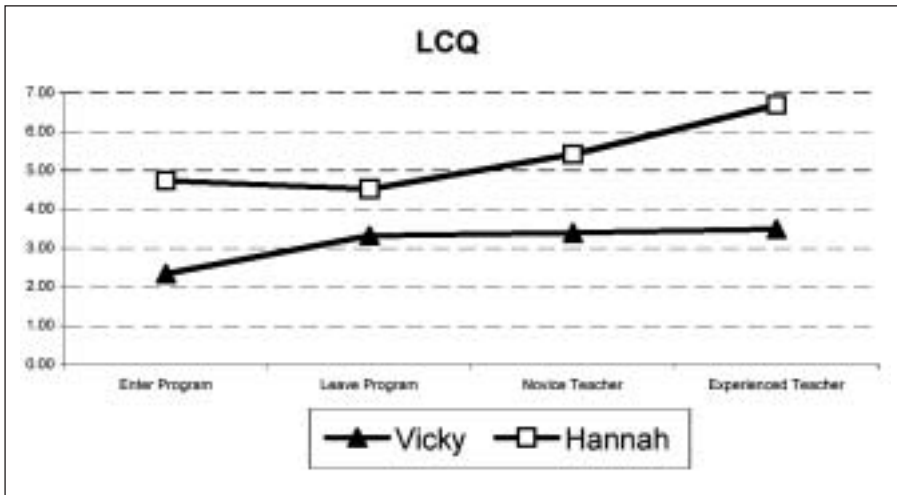 LCQ
7.00
6.00
5.00
4.00
3.00
2.00
1.00
0.00
Enter Program Leave Program Novice Teacher Experienced Teacher
Vicky Hannah